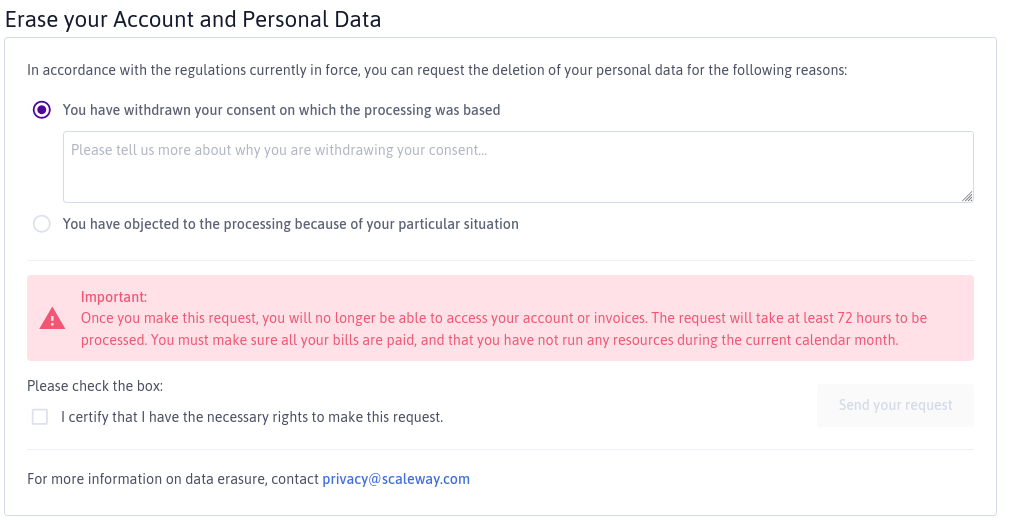 Erase your Account and Personal Data
In accordance with the regulations currently in force, you can request the deletion of your personal data for the following reasons:
You have withdrawn your consent on which the processing was based
Please tell us more about why you are withdrawing your consent...
You have objected to the processing because of your particular situation
Important:
Once you make this request, you will no longer be able to access your account or invoices. The request will take at least 72 hours to be
processed. You must make sure all your bills are paid, and that you have not run any resources during the current calendar month.
Please check the box:
I certify that I have the necessary rights to make this request.
Send your request
For more information on data erasure, contact privacy@scaleway.com